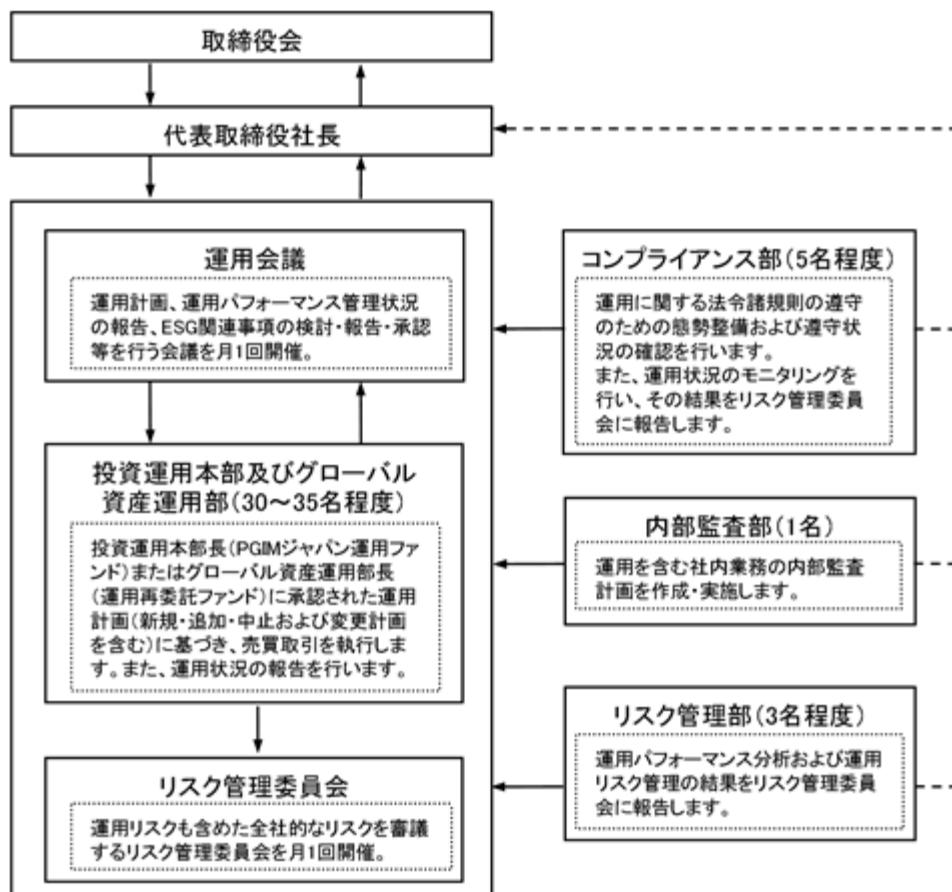 取締役会
代表取締役社長
運用会議
運用計画、運用パフォーマンス管理状況
の報告、ESG関連事項の検討・報告・承認
等を行う会議を月1回開催。
投資運用本部及びグローバル
資産運用部(30～35名程度)
投資運用本部長(PGIMジャパン運用ファ
ンド)またはグローバル資産運用部長
(運用再委託ファンド)に承認された運用
計画(新規・追加・中止および変更計画
を含む)に基づき、売買取引を執行しま
す。また、運用状況の報告を行います。
リスク管理委員会
運用リスクも含めた全社的なリスクを審議
するリスク管理委員会を月1回開催。
コンプライアンス部(5名程度)
運用に関する法令諸規則の遵守
のための態勢整備および遵守状
況の確認を行います。
また、運用状況のモニタリングを
行い、その結果をリスク管理委員
会に報告します。
内部監査部(1名)
運用を含む社内業務の内部監査
計画を作成・実施します。
リスク管理部(3名程度)
運用パフォーマンス分析および運用
リスク管理の結果をリスク管理委員
会に報告します。